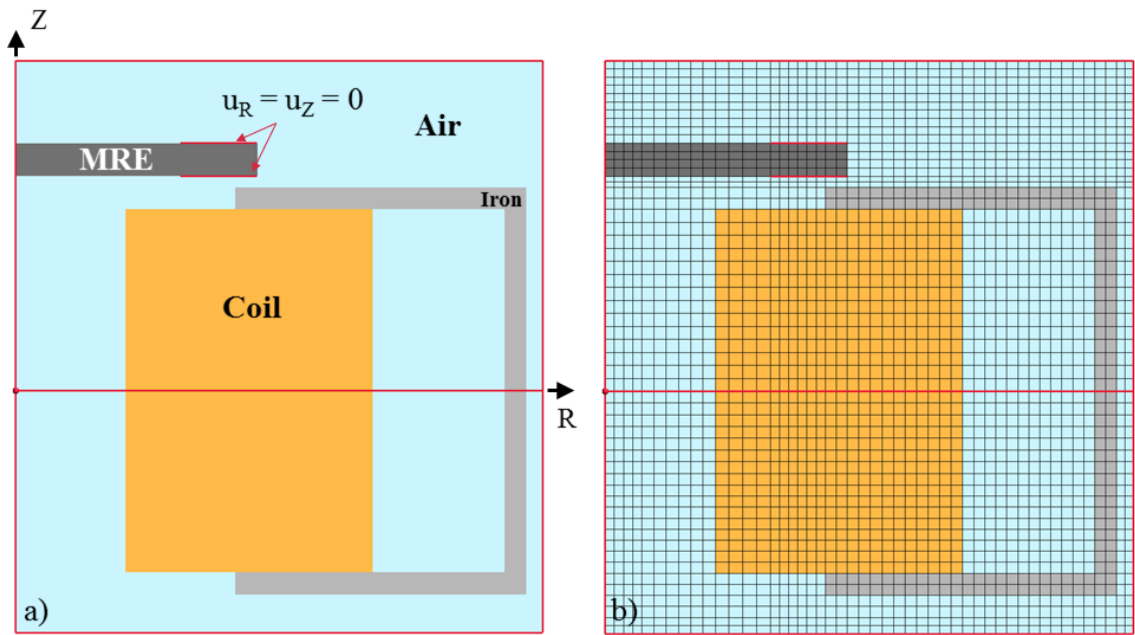 Z
u_R = u_Z = 0
Air
MRE
Iron
Coil
R
a)
b)